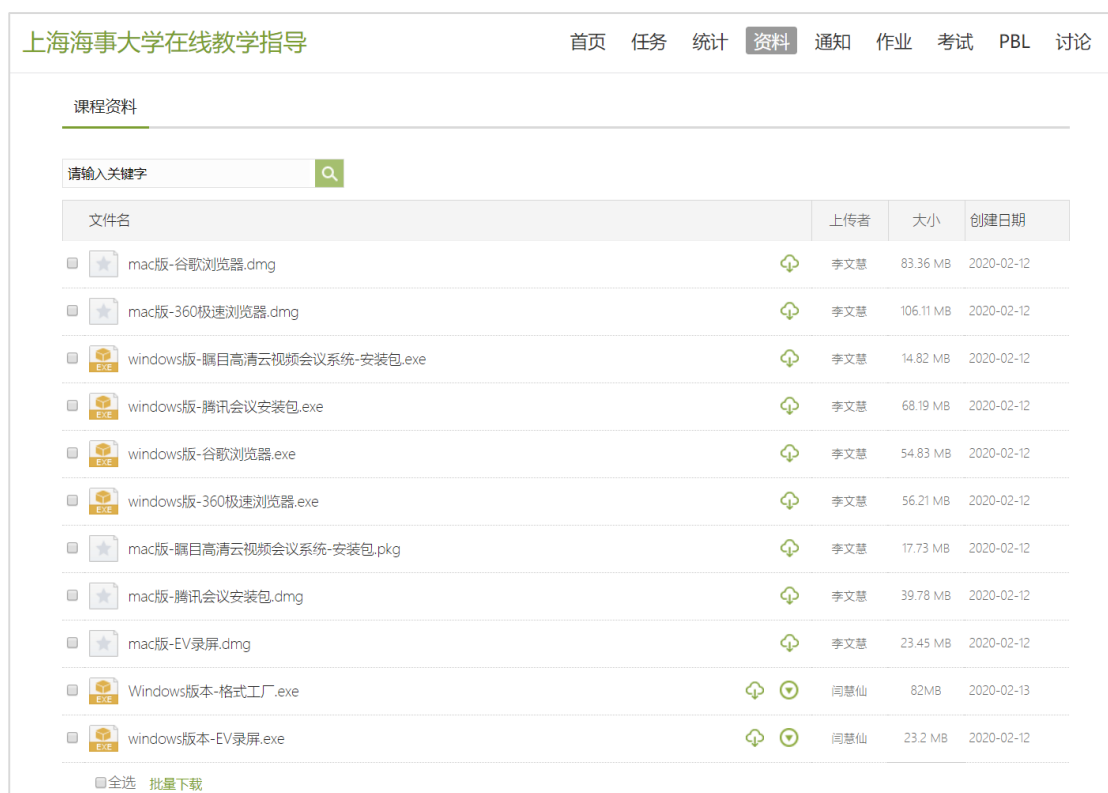 上海海事大学在线教学指导 首页 任务 统计 资料 通知 作业 考试 PBL 讨论
课程资料
请输入关键字
文件名 上传者 大小 创建日期
mac版-谷歌浏览器.dmg 李文慧 83.36 MB 2020-02-12
mac版-360极速浏览器.dmg 李文慧 106.11 MB 2020-02-12
EXE windows版-瞩目高清云视频会议系统-安装包.exe 李文慧 14.82 MB 2020-02-12
EXE windows版-腾讯会议安装包.exe 李文慧 68.19 MB 2020-02-12
EXE windows版-谷歌浏览器.exe 李文慧 54.83 MB 2020-02-12
EXE windows版-360极速浏览器.exe 李文慧 56.21 MB 2020-02-12
mac版-瞩目高清云视频会议系统-安装包.pkg 李文慧 17.73 MB 2020-02-12
mac版-腾讯会议安装包.dmg 李文慧 39.78 MB 2020-02-12
mac版-EV录屏.dmg 李文慧 23.45 MB 2020-02-12
EXE Windows版本-格式工厂.exe 闫慧仙 82MB 2020-02-13
EXE windows版本-EV录屏.exe 闫慧仙 23.2 MB 2020-02-12
全选 批量下载